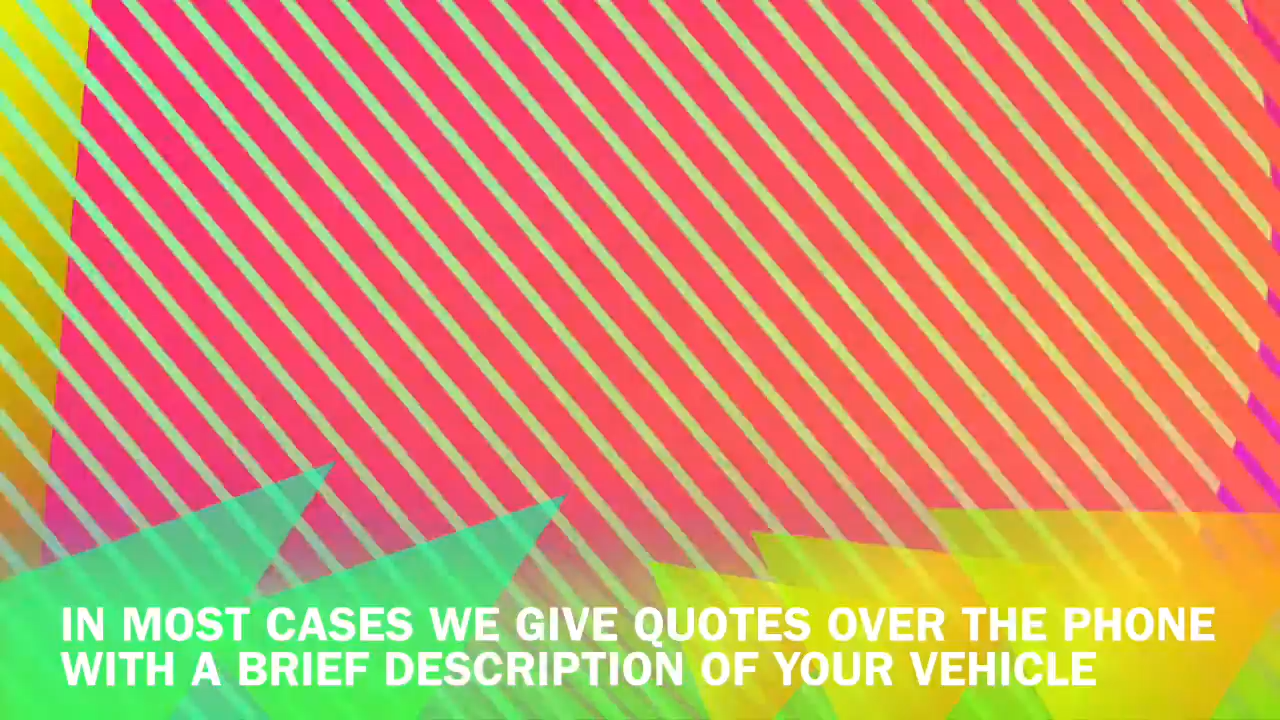 IN MOST CASES WE GIVE QUOTES OVER THE PHONE
WITH A BRIEF DESCRIPTION OF YOUR VEHICLE